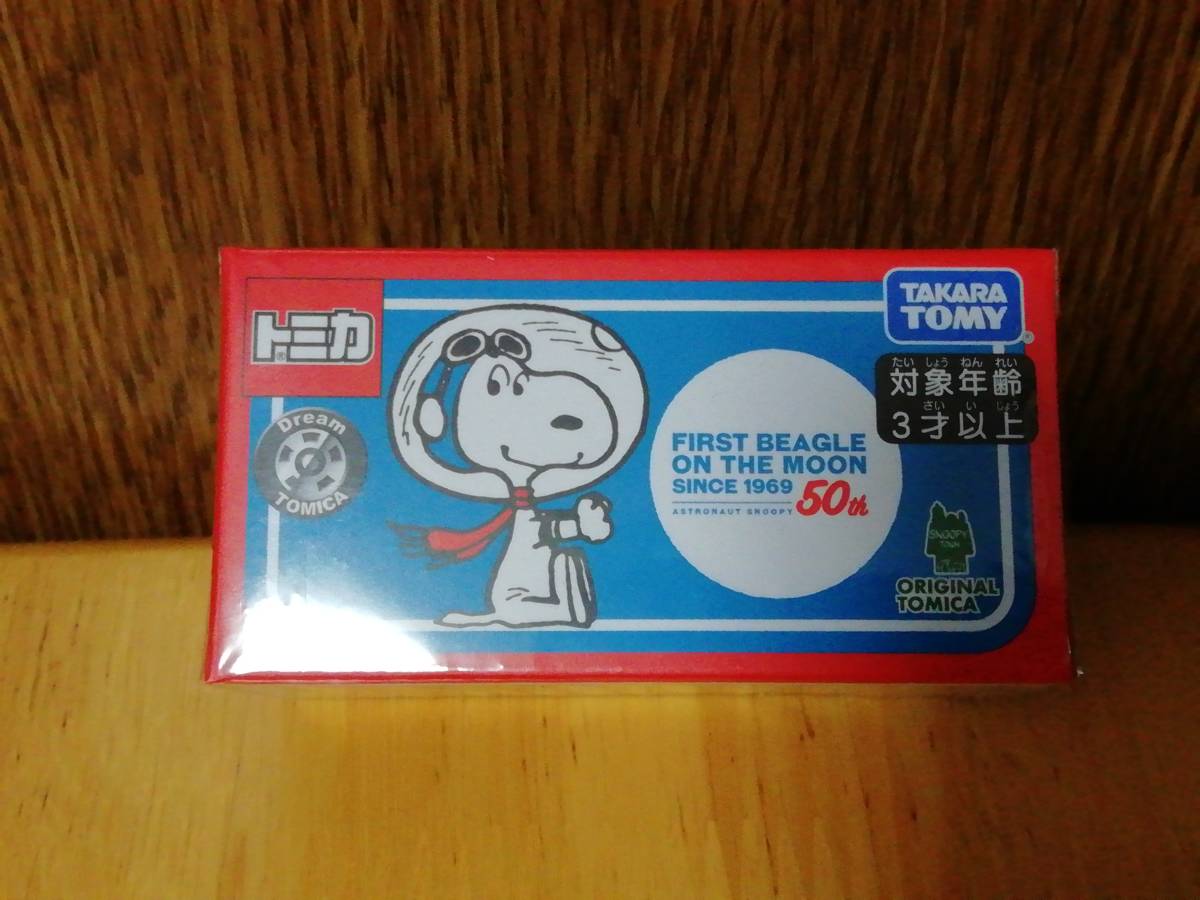 トミカ
®
Dream
TOMICA
FIRST BEAGLE
ON THE MOON
SINCE 1969
50th
ASTRONAUT SNOOPY
TAKARA
TOMY
®
たいしょうねんれい
対象年齢
さいいじょう
3才以上
SNOOPY
TOWN
ORIGINAL
TOMICA